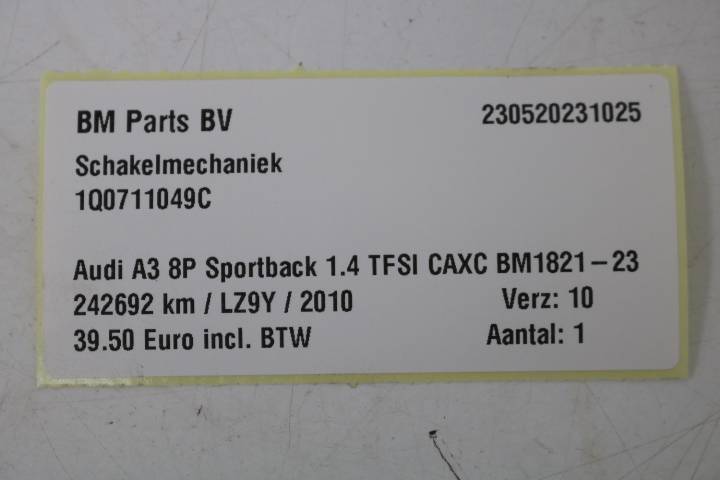 BM Parts BV 230520231025
Schakelmechaniek
1Q0711049C
Audi A3 8P Sportback 1.4 TFSI CAXC BM1821-23
242692 km / LZ9Y / 2010 Verz: 10
39.50 Euro incl. BTW Aantal: 1